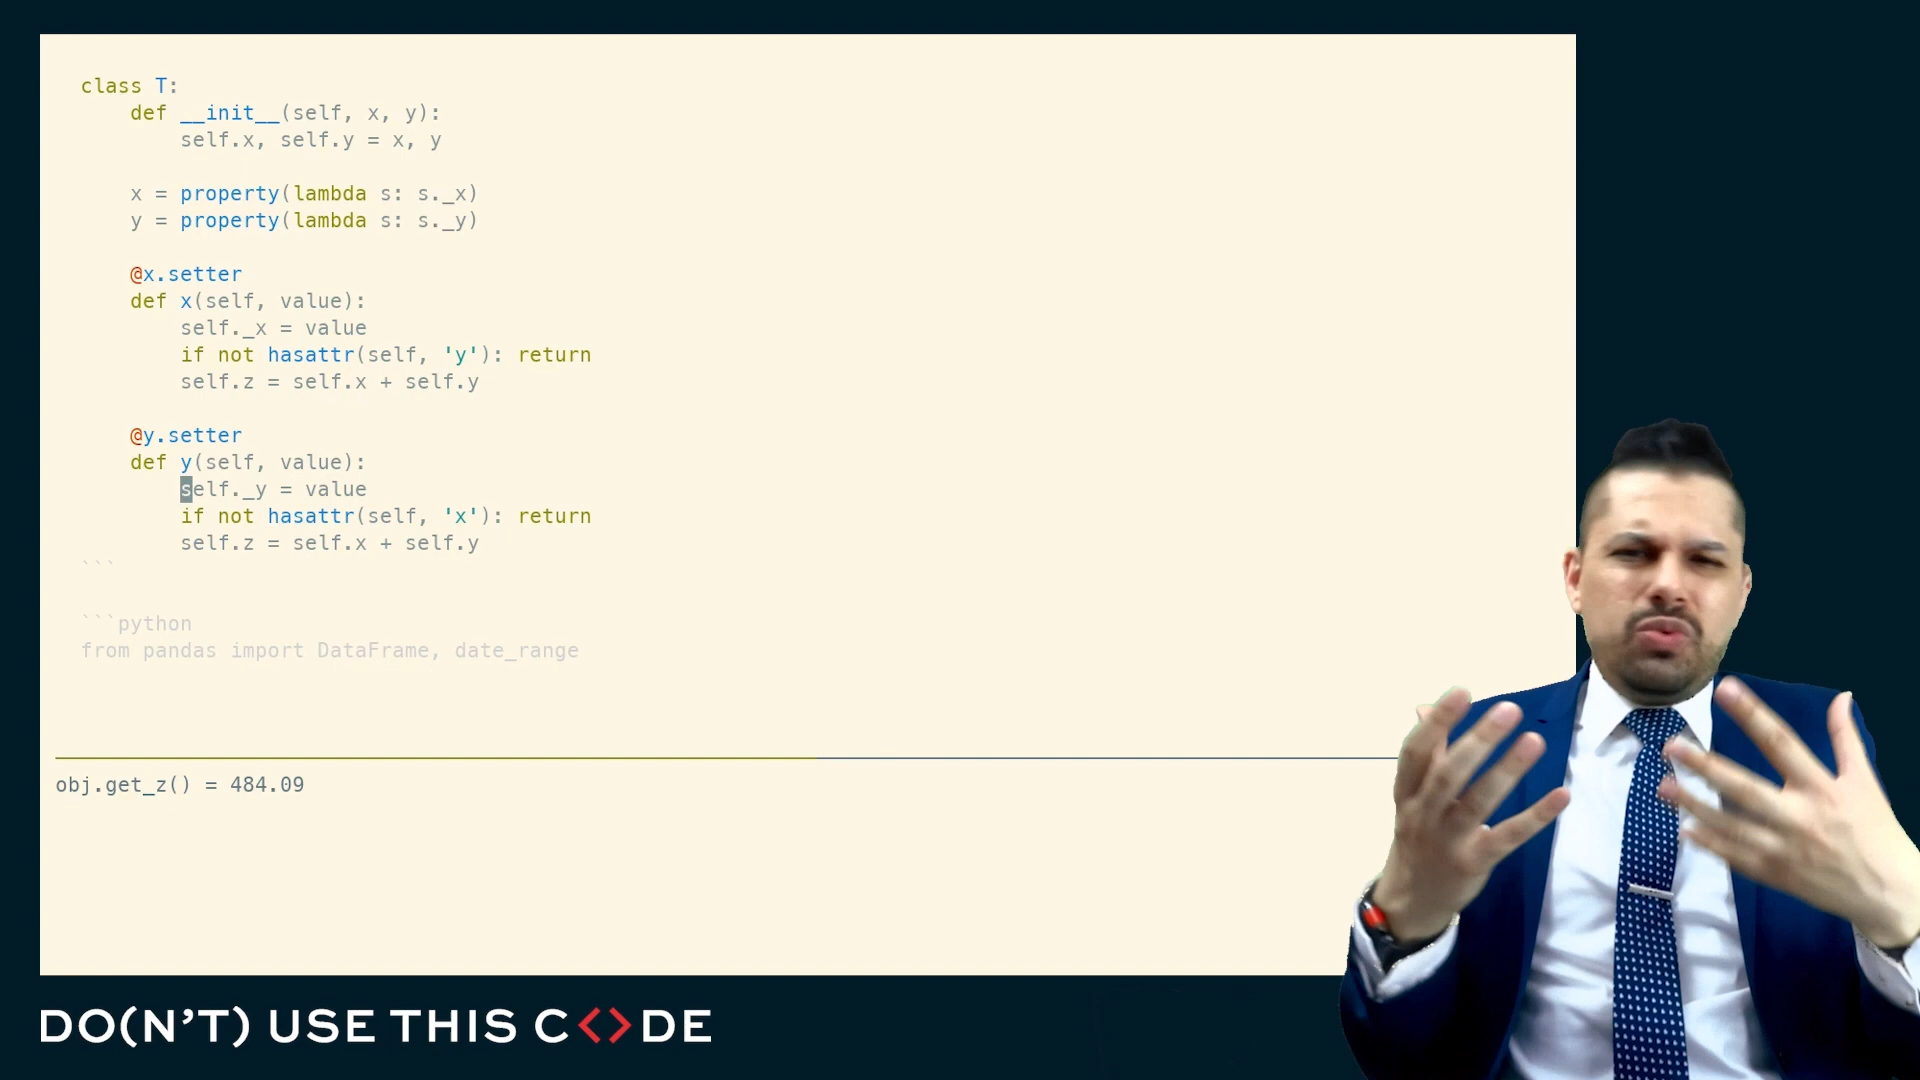 class T:
    def __init__(self, x, y):
        self.x, self.y = x, y

    x = property(lambda s: s._x)
    y = property(lambda s: s._y)

    @x.setter
    def x(self, value):
        self._x = value
        if not hasattr(self, 'y'): return
        self.z = self.x + self.y

    @y.setter
    def y(self, value):
        self._y = value
        if not hasattr(self, 'x'): return
        self.z = self.x + self.y
```

```python
from pandas import DataFrame, date_range
obj.get_z() = 484.09
DO(N'T) USE THIS C<>DE